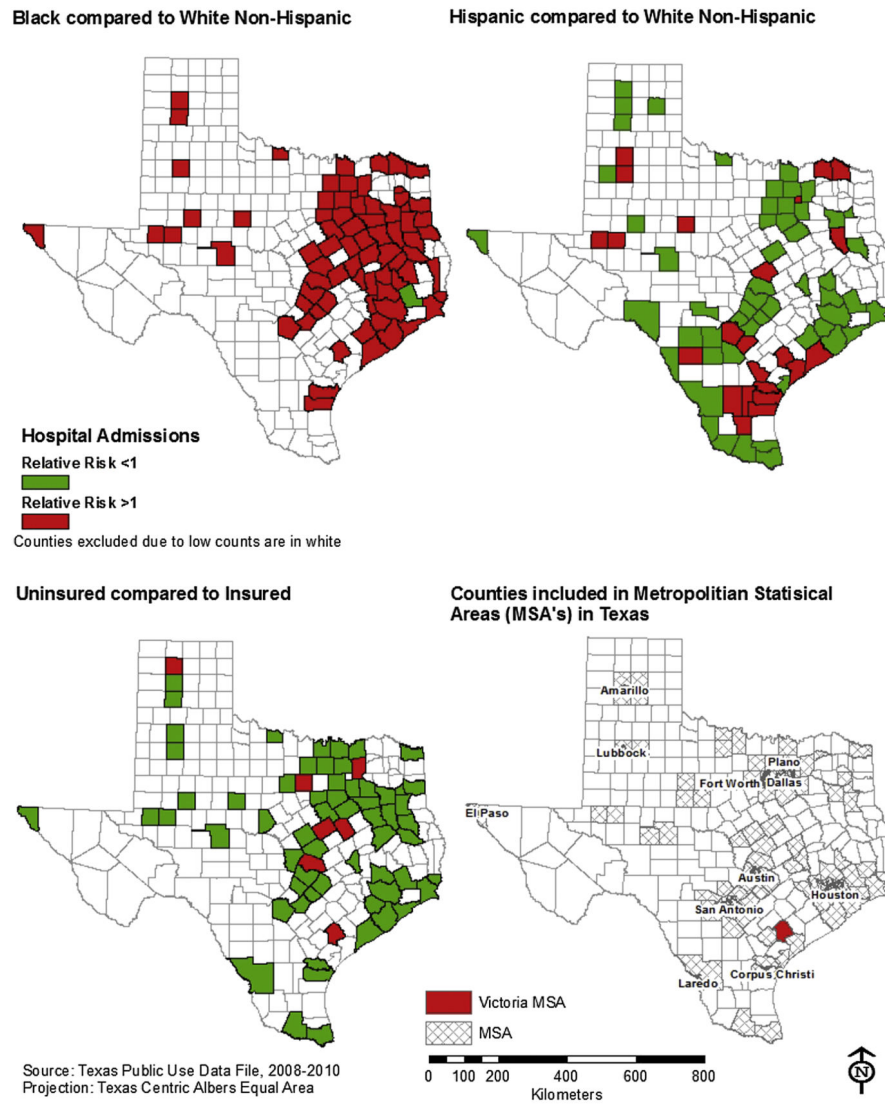 Black compared to White Non-Hispanic
Hispanic compared to White Non-Hispanic
Hospital Admissions
Relative Risk <1
Relative Risk >1
Counties excluded due to low counts are in white
Uninsured compared to Insured
Counties included in Metropolitian Statisical
Areas (MSA's) in Texas
Amarillo
Lubbock
Plano
Fort Worth
Dallas
El Paso
Austin
Houston
San Antonio
Laredo
Corpus Christi
Victoria MSA
MSA
Source: Texas Public Use Data File, 2008-2010
Projection: Texas Centric Albers Equal Area
0 100 200 400 600 800
Kilometers
N